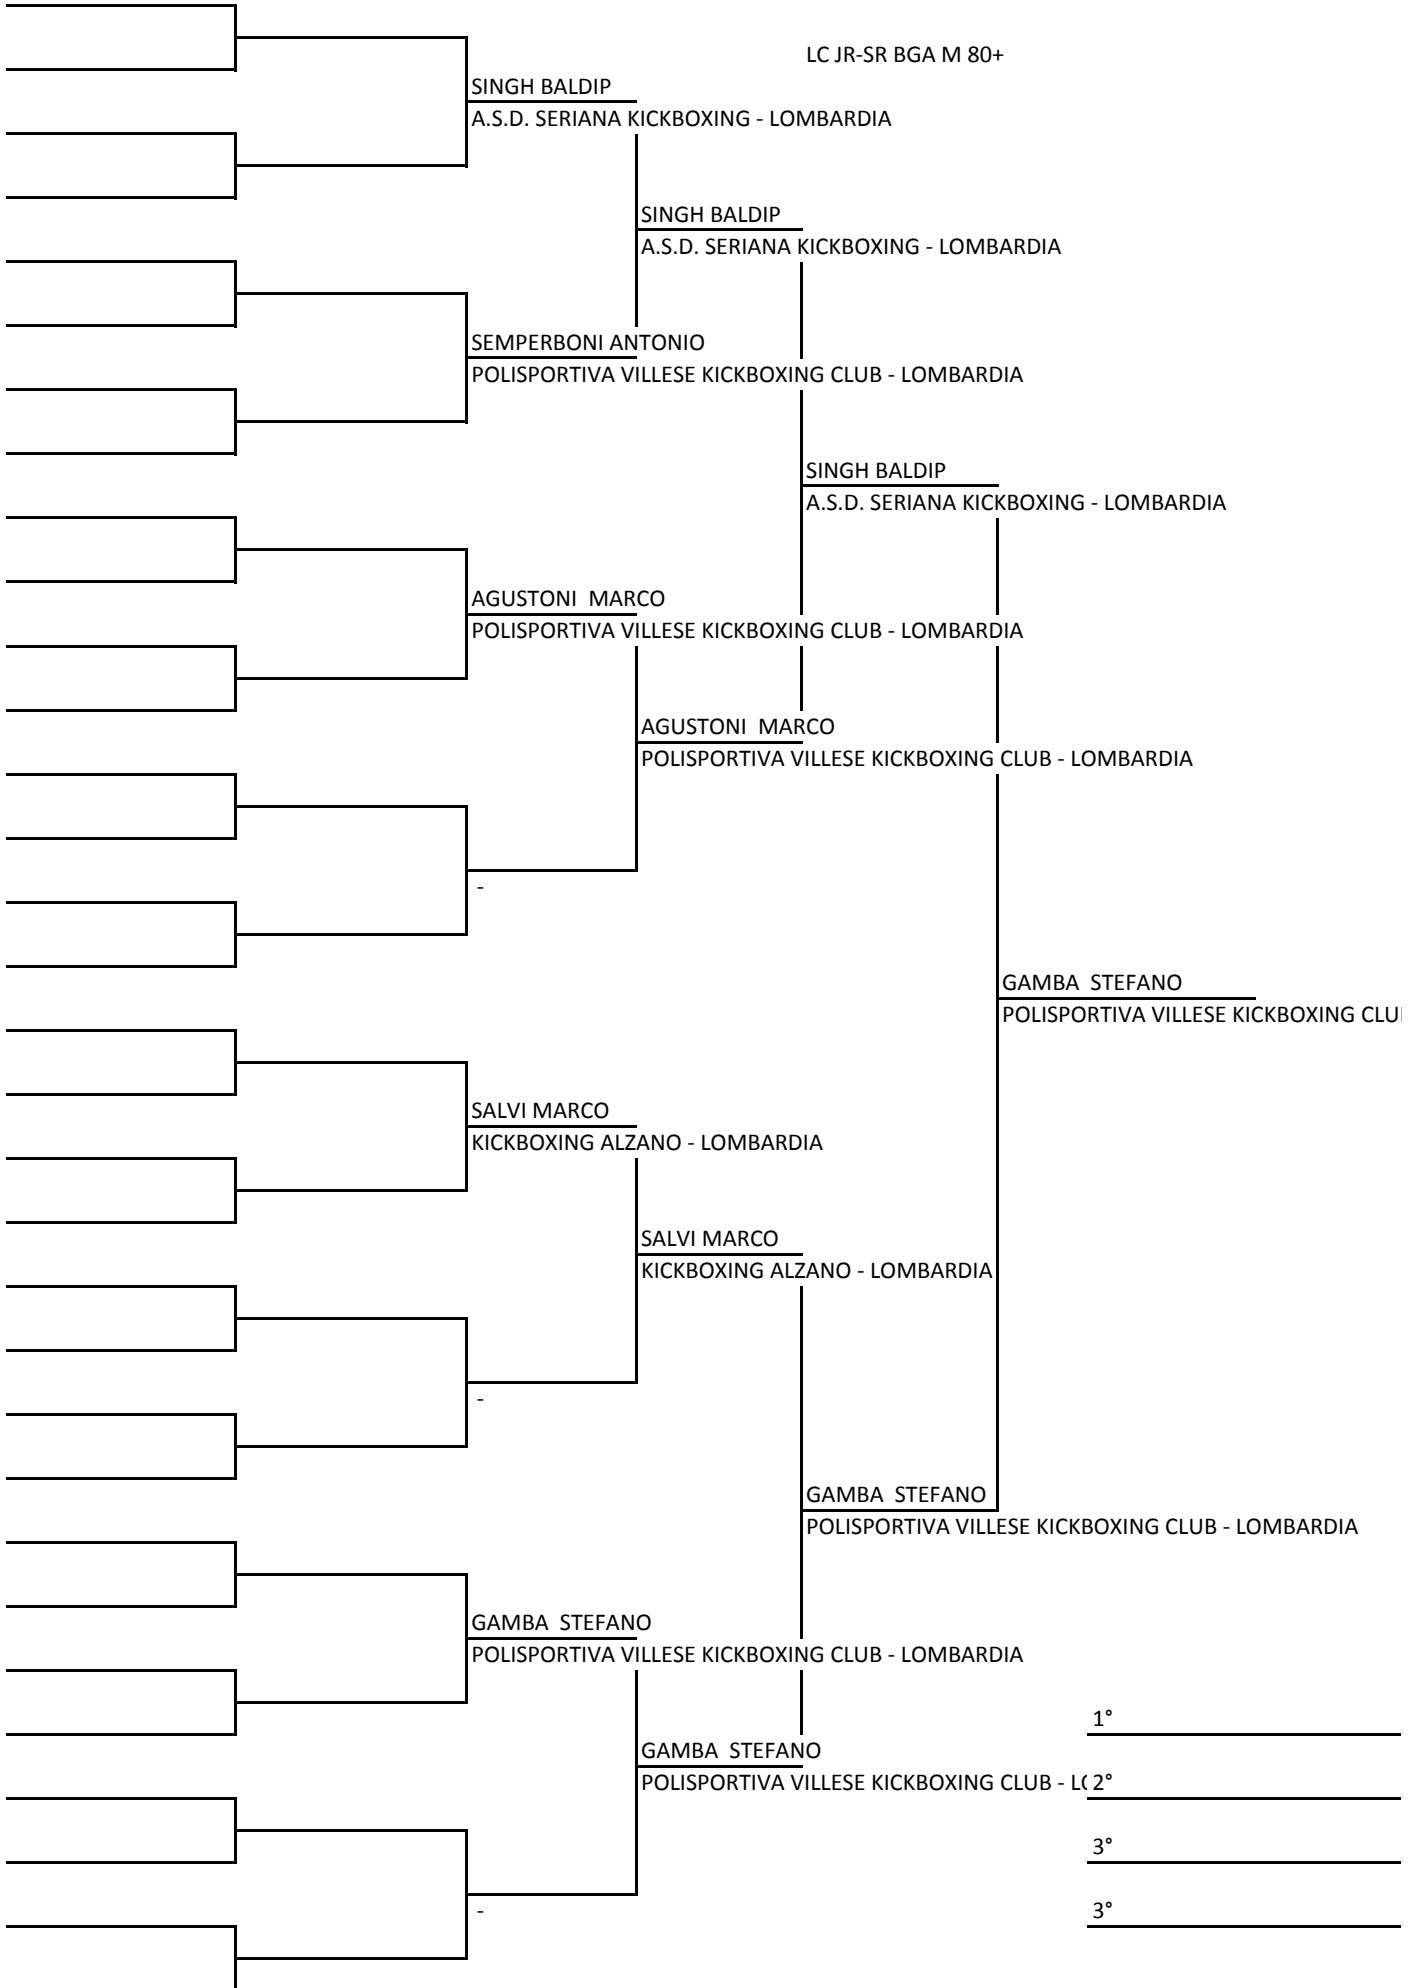 LC JR-SR BGA M 80+
SINGH BALDIP
A.S.D. SERIANA KICKBOXING - LOMBARDIA
SINGH BALDIP
A.S.D. SERIANA KICKBOXING - LOMBARDIA
SEMPERBONI ANTONIO
POLISPORTIVA VILLESE KICKBOXING CLUB - LOMBARDIA
SINGH BALDIP
A.S.D. SERIANA KICKBOXING - LOMBARDIA
AGUSTONI  MARCO
POLISPORTIVA VILLESE KICKBOXING CLUB - LOMBARDIA
AGUSTONI  MARCO
POLISPORTIVA VILLESE KICKBOXING CLUB - LOMBARDIA
-
GAMBA  STEFANO
POLISPORTIVA VILLESE KICKBOXING CLU
SALVI MARCO
KICKBOXING ALZANO - LOMBARDIA
SALVI MARCO
KICKBOXING ALZANO - LOMBARDIA
-
GAMBA  STEFANO
POLISPORTIVA VILLESE KICKBOXING CLUB - LOMBARDIA
GAMBA  STEFANO
POLISPORTIVA VILLESE KICKBOXING CLUB - LOMBARDIA
1°
GAMBA  STEFANO
POLISPORTIVA VILLESE KICKBOXING CLUB - L
2°
3°
-
3°